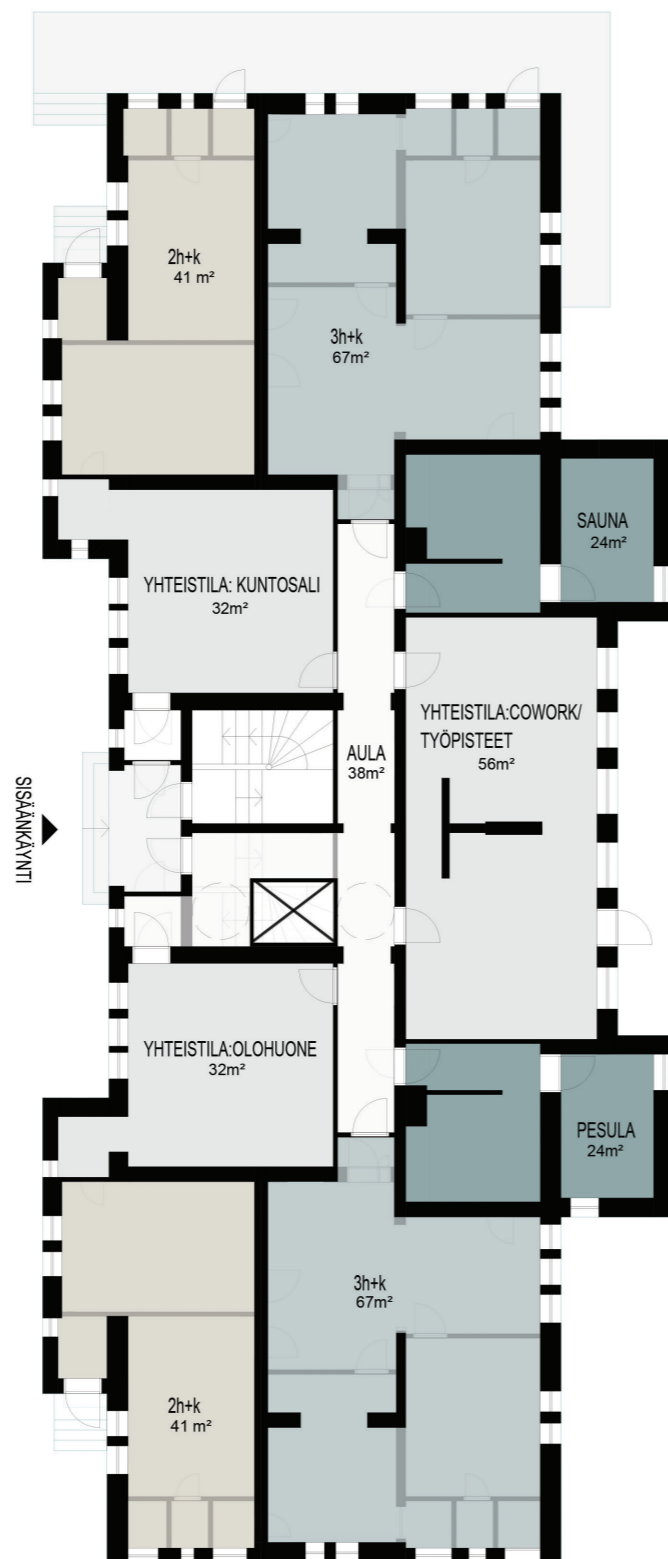 2h+k
41 m²
3h+k
67m²
SAUNA
24m²
YHTEISTILA: KUNTOSALI
32m²
YHTEISTILA:COWORK/
TYÖPISTEET
56m²
AULA
38m²
SISÄÄNKÄYNTI
YHTEISTILA:OLOHUONE
32m²
PESULA
24m²
3h+k
67m²
2h+k
41 m²